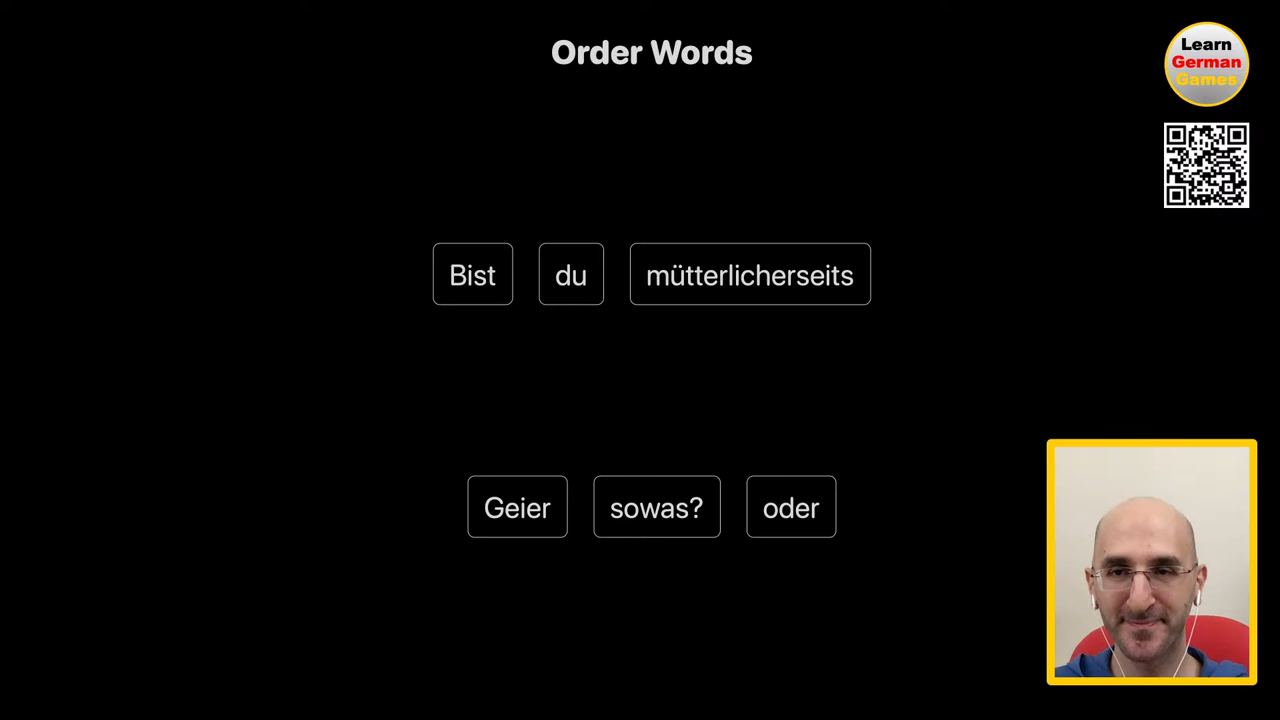 Order Words
Learn
German
Games
Bist du mütterlicherseits
Geier sowas? oder